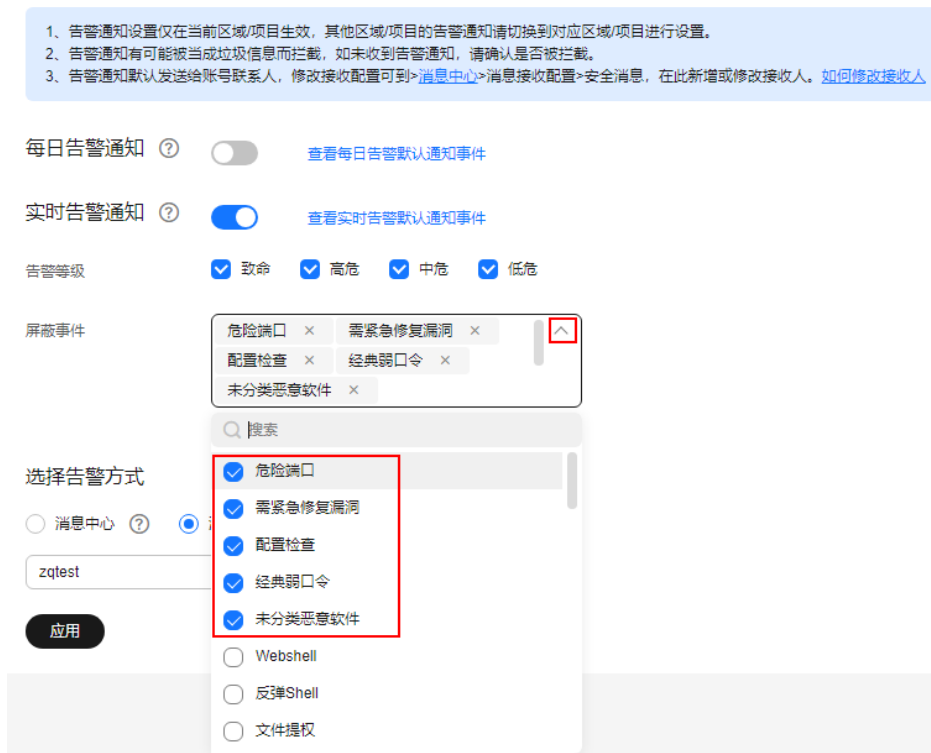 1、告警通知设置仅在当前区域/项目生效，其他区域/项目的告警通知请切换到对应区域/项目进行设置。
2、告警通知有可能被当成垃圾信息而拦截，如未收到告警通知，请确认是否被拦截。
3、告警通知默认发送给账号联系人，修改接收配置可到>消息中心>消息接收配置>安全消息，在此新增或修改接收人。如何修改接收人
每日告警通知 ? 查看每日告警默认通知事件
实时告警通知 ? 查看实时告警默认通知事件
告警等级 致命 高危 中危 低危
屏蔽事件 危险端口 × 需紧急修复漏洞 ×
配置检查 × 经典弱口令 ×
未分类恶意软件 ×
搜索
危险端口
选择告警方式
需紧急修复漏洞
消息中心 ?
配置检查
zqtest
经典弱口令
未分类恶意软件
应用
Webshell
反弹Shell
文件提权